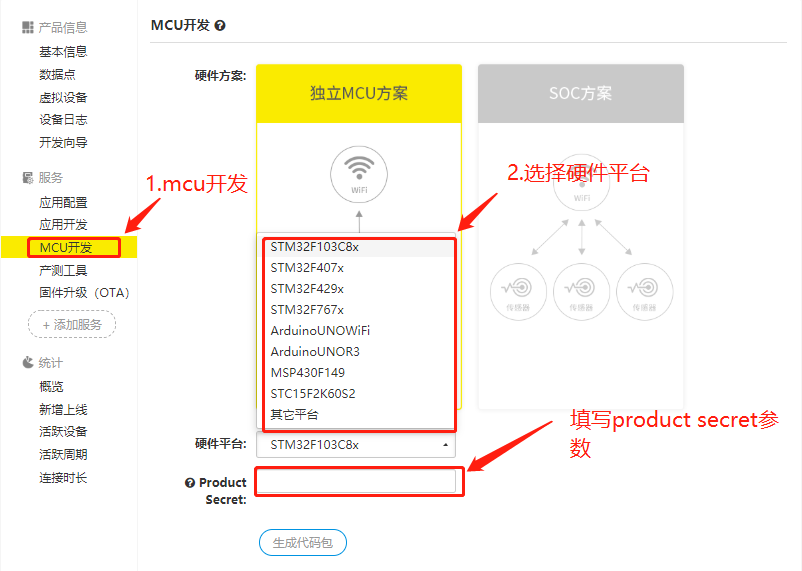 产品信息
基本信息
数据点
虚拟设备
设备日志
开发向导
服务
应用配置
应用开发
MCU开发
产测工具
固件升级（OTA）
+ 添加服务
统计
概览
新增上线
活跃设备
活跃周期
连接时长
MCU开发
硬件方案:
独立MCU方案
SOC方案
WiFi
WiFi
传感器
传感器
传感器
1.mcu开发
2.选择硬件平台
STM32F103C8x
STM32F407x
STM32F429x
STM32F767x
ArduinoUNOWiFi
ArduinoUNOR3
MSP430F149
STC15F2K60S2
其它平台
硬件平台:
STM32F103C8x
填写product secret参
数
Product
Secret:
生成代码包